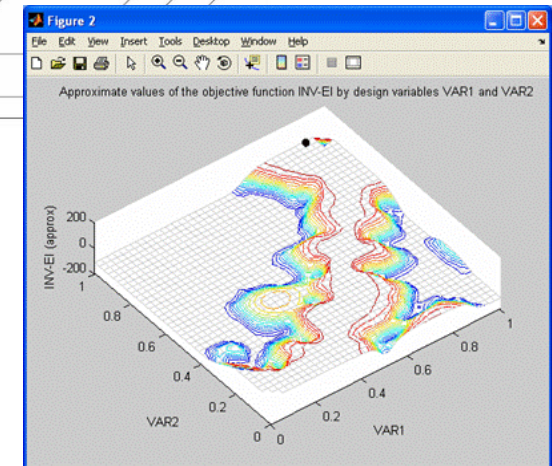 Figure 2
File Edit View Insert Tools Desktop Window Help
Approximate values of the objective function INV-EI by design variables VAR1 and VAR2
INV-EI (approx)
200
0
-200
1
0.8
0.6
0.4
0.2
0
VAR2
0
0.2
0.4
0.6
0.8
1
VAR1